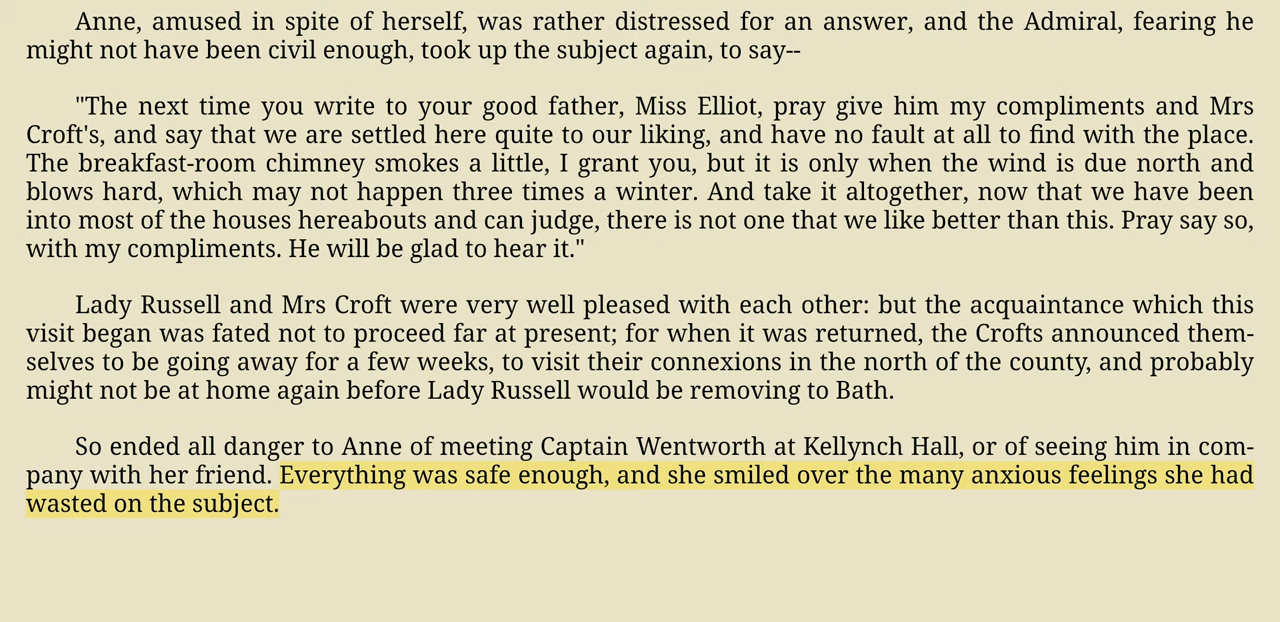 Anne, amused in spite of herself, was rather distressed for an answer, and the Admiral, fearing he
might not have been civil enough, took up the subject again, to say--
"The next time you write to your good father, Miss Elliot, pray give him my compliments and Mrs
Croft's, and say that we are settled here quite to our liking, and have no fault at all to find with the place.
The breakfast-room chimney smokes a little, I grant you, but it is only when the wind is due north and
blows hard, which may not happen three times a winter. And take it altogether, now that we have been
into most of the houses hereabouts and can judge, there is not one that we like better than this. Pray say so,
with my compliments. He will be glad to hear it."
Lady Russell and Mrs Croft were very well pleased with each other: but the acquaintance which this
visit began was fated not to proceed far at present; for when it was returned, the Crofts announced them-
selves to be going away for a few weeks, to visit their connexions in the north of the county, and probably
might not be at home again before Lady Russell would be removing to Bath.
So ended all danger to Anne of meeting Captain Wentworth at Kellynch Hall, or of seeing him in com-
pany with her friend. Everything was safe enough, and she smiled over the many anxious feelings she had
wasted on the subject.